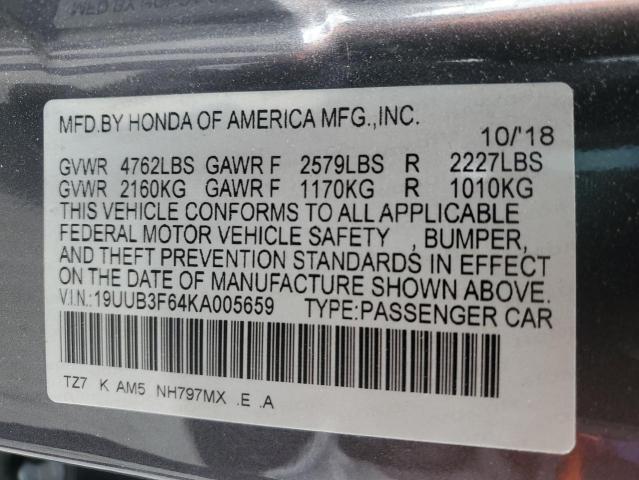 MFD.BY HONDA OF AMERICA MFG.,INC.
10/'18
GVWR 4762LBS GAWR F 2579LBS R 2227LBS
GVWR 2160KG GAWR F 1170KG R 1010KG
THIS VEHICLE CONFORMS TO ALL APPLICABLE
FEDERAL MOTOR VEHICLE SAFETY , BUMPER,
AND THEFT PREVENTION STANDARDS IN EFFECT
ON THE DATE OF MANUFACTURE SHOWN ABOVE.
V.I.N.:19UUB3F64KA005659 TYPE:PASSENGER CAR
TZ7 K AM5 NH797MX .E .A